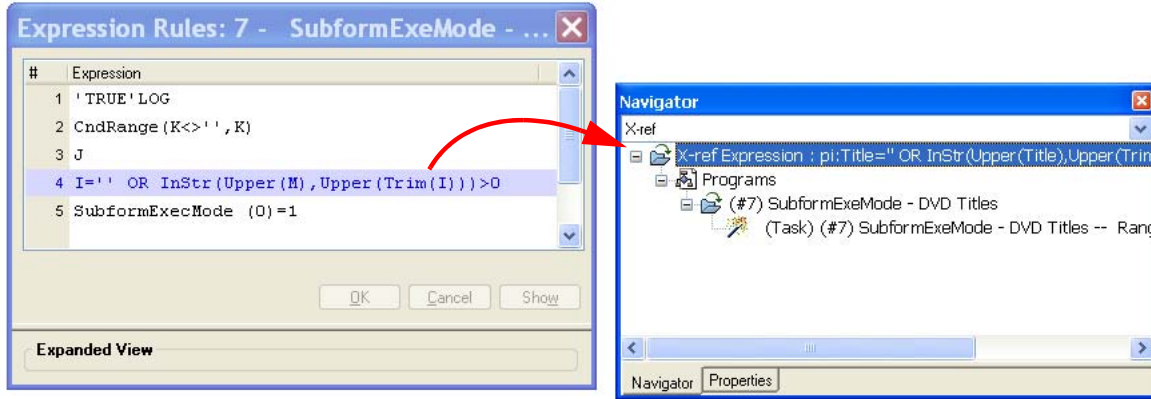 Expression Rules: 7 - SubformExeMode - ...
# Expression
1 'TRUE'LOG
2 CndRange(K<>'',K)
3 J
4 I='' OR InStr(Upper(M),Upper(Trim(I)))>0
5 SubformExecMode (0)=1
OK Cancel Show
Expanded View
Navigator
X-ref
X-ref Expression : pi:Title='' OR InStr(Upper(Title),Upper(Trim
Programs
(#7) SubformExeMode - DVD Titles
(Task) (#7) SubformExeMode - DVD Titles -- Rang
Navigator Properties